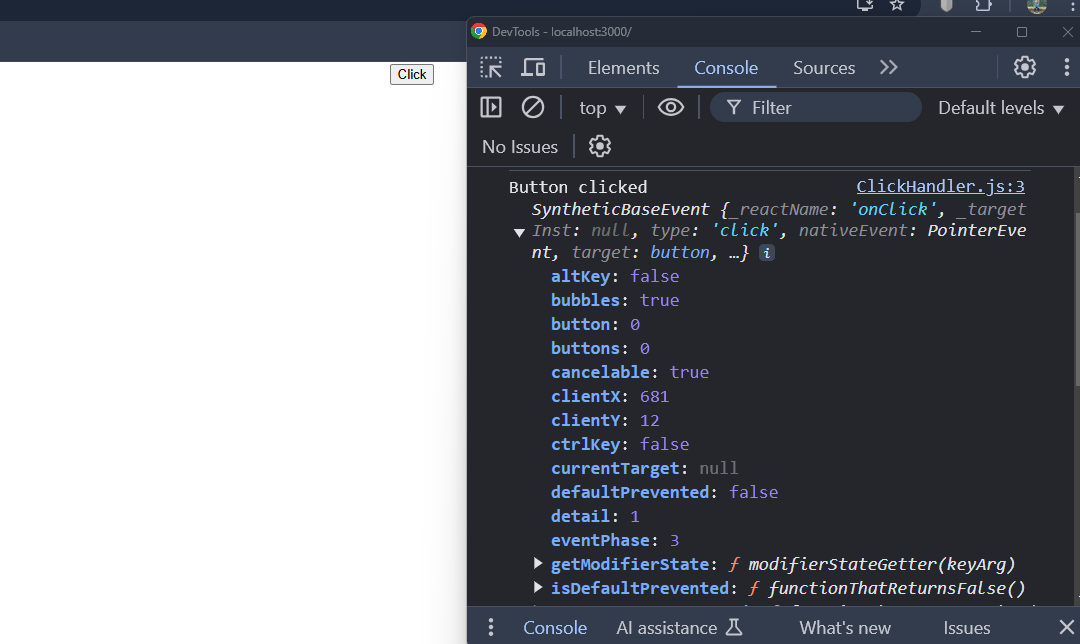 DevTools - localhost:3000/
Click
Elements Console Sources
top Filter Default levels
No Issues
Button clicked ClickHandler.js:3
SyntheticBaseEvent {_reactName: 'onClick', _target
Inst: null, type: 'click', nativeEvent: PointerEve
nt, target: button, …} i
altKey: false
bubbles: true
button: 0
buttons: 0
cancelable: true
clientX: 681
clientY: 12
ctrlKey: false
currentTarget: null
defaultPrevented: false
detail: 1
eventPhase: 3
getModifierState: ƒ modifierStateGetter(keyArg)
isDefaultPrevented: ƒ functionThatReturnsFalse()
Console AI assistance What's new Issues